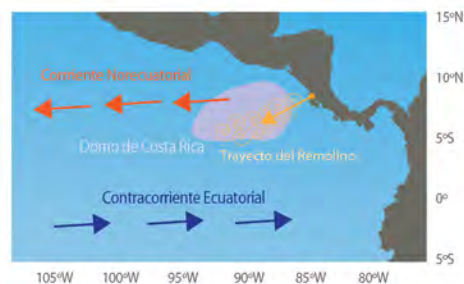 15ºN
Corriente Norecuatorial
10ºN
Domo de Costa Rica
Trayecto del Remolino
5ºN
Contracorriente Ecuatorial
0º
5ºS
105ºW 100ºW 95ºW 90ºW 85ºW 80ºW